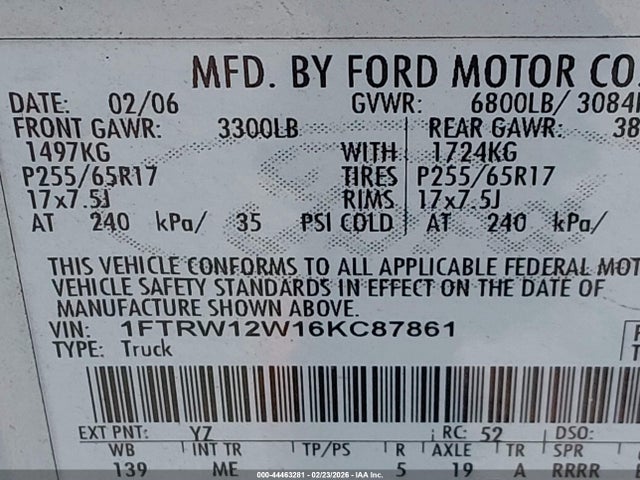 MFD. BY FORD MOTOR CO.
DATE: 02/06 GVWR: 6800LB/ 3084
FRONT GAWR: 3300LB REAR GAWR: 38
1497KG WITH 1724KG
P255/65R17 TIRES P255/65R17
17x7.5J RIMS 17x7.5J
AT 240 kPa/ 35 PSI COLD AT 240 kPa/
THIS VEHICLE CONFORMS TO ALL APPLICABLE FEDERAL MOT
VEHICLE SAFETY STANDARDS IN EFFECT ON THE DATE OF
MANUFACTURE SHOWN ABOVE.
VIN: 1FTRW12W16KC87861
TYPE: Truck
EXT PNT: YZ RC: 52 DSO:
WB INT TR TP/PS R AXLE TR SPR
139 ME 5 19 A RRRR
00-44463281 - 02/23/2026 - IAAI.COM